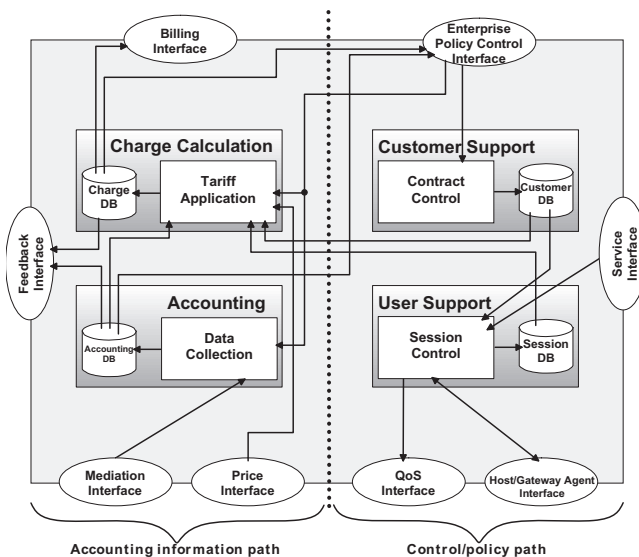 Billing
Interface
Enterprise
Policy Control
Interface
Charge Calculation
Charge
DB
Tariff
Application
Customer Support
Contract
Control
Customer
DB
Feedback
Interface
Service
Interface
Accounting
Accounting
DB
Data
Collection
User Support
Session
Control
Session
DB
Mediation
Interface
Price
Interface
QoS
Interface
Host/Gateway Agent
Interface
Accounting information path
Control/policy path